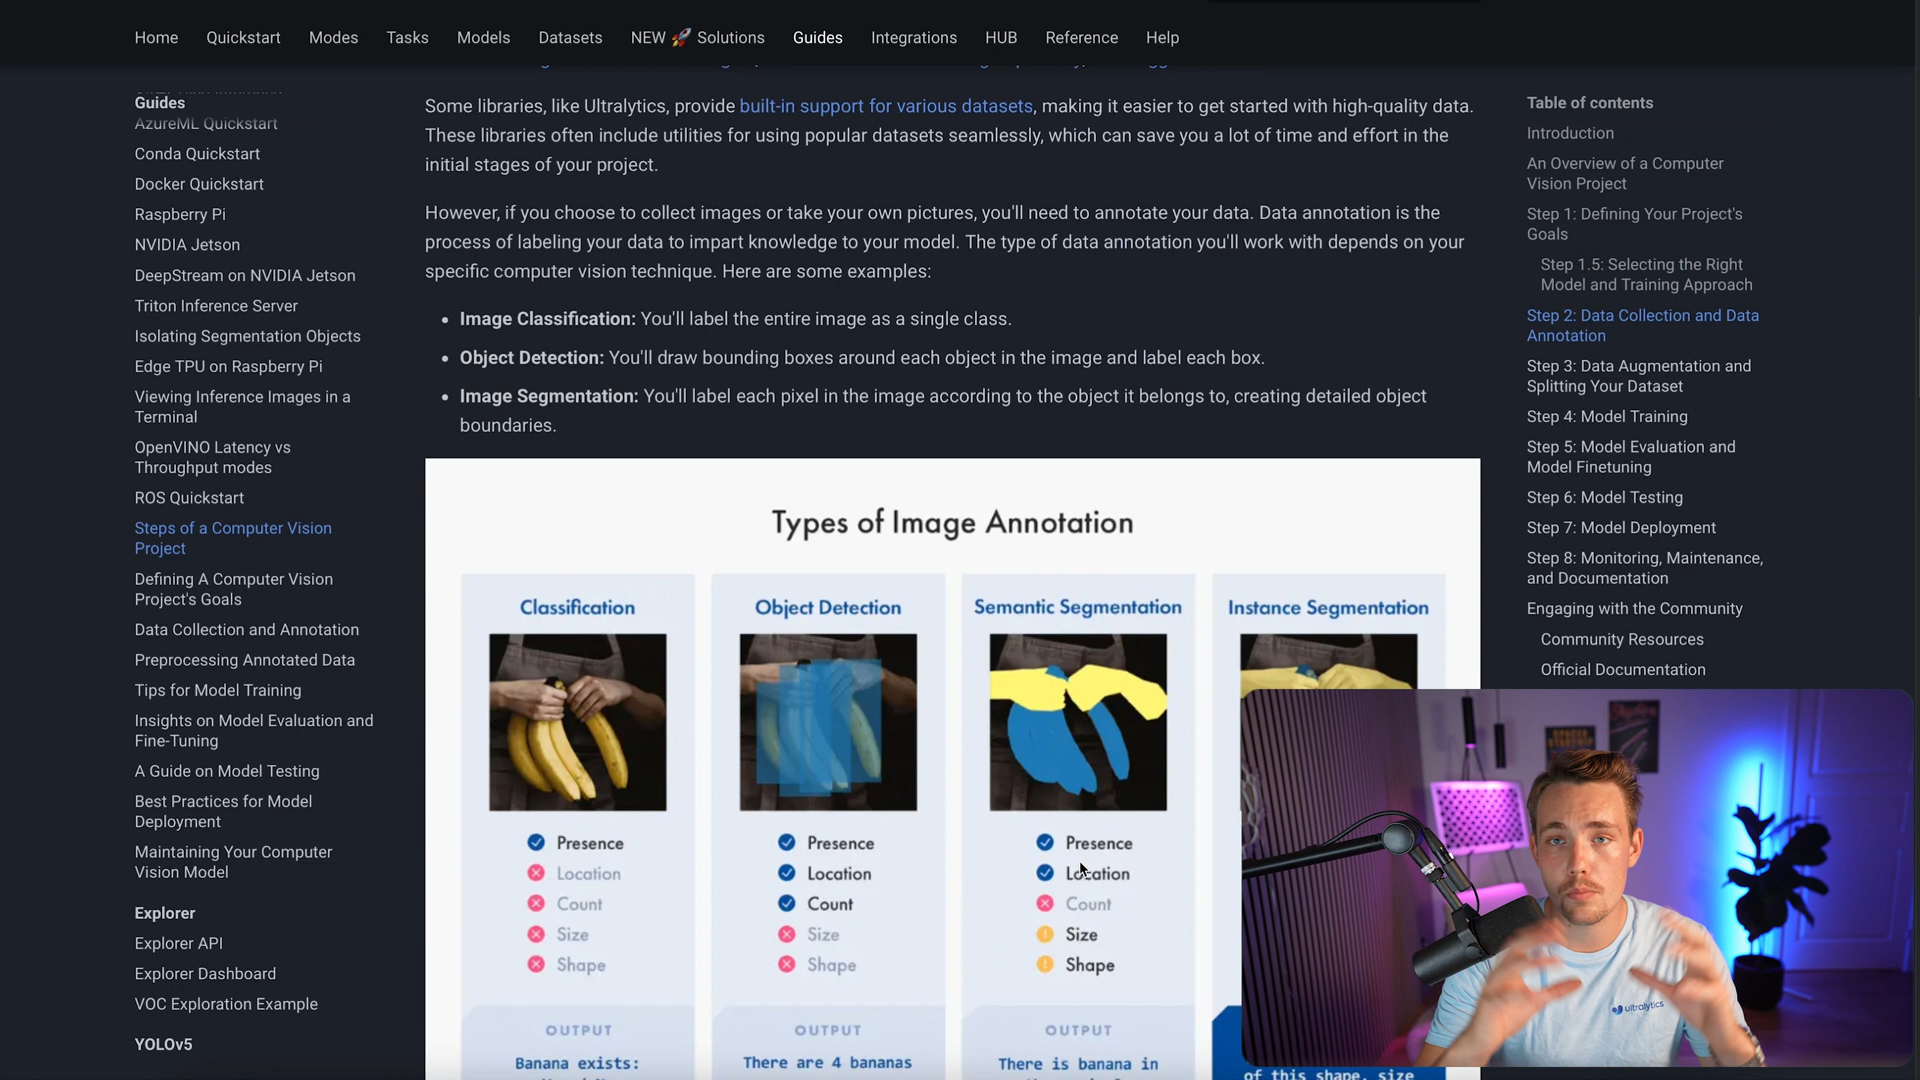 Home Quickstart Modes Tasks Models Datasets NEW 🚀 Solutions Guides Integrations HUB Reference Help
Guides
AzureML Quickstart
Conda Quickstart
Docker Quickstart
Raspberry Pi
NVIDIA Jetson
DeepStream on NVIDIA Jetson
Triton Inference Server
Isolating Segmentation Objects
Edge TPU on Raspberry Pi
Viewing Inference Images in a
Terminal
OpenVINO Latency vs
Throughput modes
ROS Quickstart
Steps of a Computer Vision
Project
Defining A Computer Vision
Project's Goals
Data Collection and Annotation
Preprocessing Annotated Data
Tips for Model Training
Insights on Model Evaluation and
Fine-Tuning
A Guide on Model Testing
Best Practices for Model
Deployment
Maintaining Your Computer
Vision Model
Explorer
Explorer API
Explorer Dashboard
VOC Exploration Example
YOLOv5
Some libraries, like Ultralytics, provide built-in support for various datasets, making it easier to get started with high-quality data.
These libraries often include utilities for using popular datasets seamlessly, which can save you a lot of time and effort in the
initial stages of your project.
However, if you choose to collect images or take your own pictures, you'll need to annotate your data. Data annotation is the
process of labeling your data to impart knowledge to your model. The type of data annotation you'll work with depends on your
specific computer vision technique. Here are some examples:
• Image Classification: You'll label the entire image as a single class.
• Object Detection: You'll draw bounding boxes around each object in the image and label each box.
• Image Segmentation: You'll label each pixel in the image according to the object it belongs to, creating detailed object
boundaries.
Types of Image Annotation
Classification
Presence
Location
Count
Size
Shape
OUTPUT
Banana exists:
Object Detection
Presence
Location
Count
Size
Shape
OUTPUT
There are 4 bananas
Semantic Segmentation
Presence
Location
Count
Size
Shape
OUTPUT
There is banana in
Instance Segmentation
of this shape, size
Table of contents
Introduction
An Overview of a Computer
Vision Project
Step 1: Defining Your Project's
Goals
Step 1.5: Selecting the Right
Model and Training Approach
Step 2: Data Collection and Data
Annotation
Step 3: Data Augmentation and
Splitting Your Dataset
Step 4: Model Training
Step 5: Model Evaluation and
Model Finetuning
Step 6: Model Testing
Step 7: Model Deployment
Step 8: Monitoring, Maintenance,
and Documentation
Engaging with the Community
Community Resources
Official Documentation
ultralytics